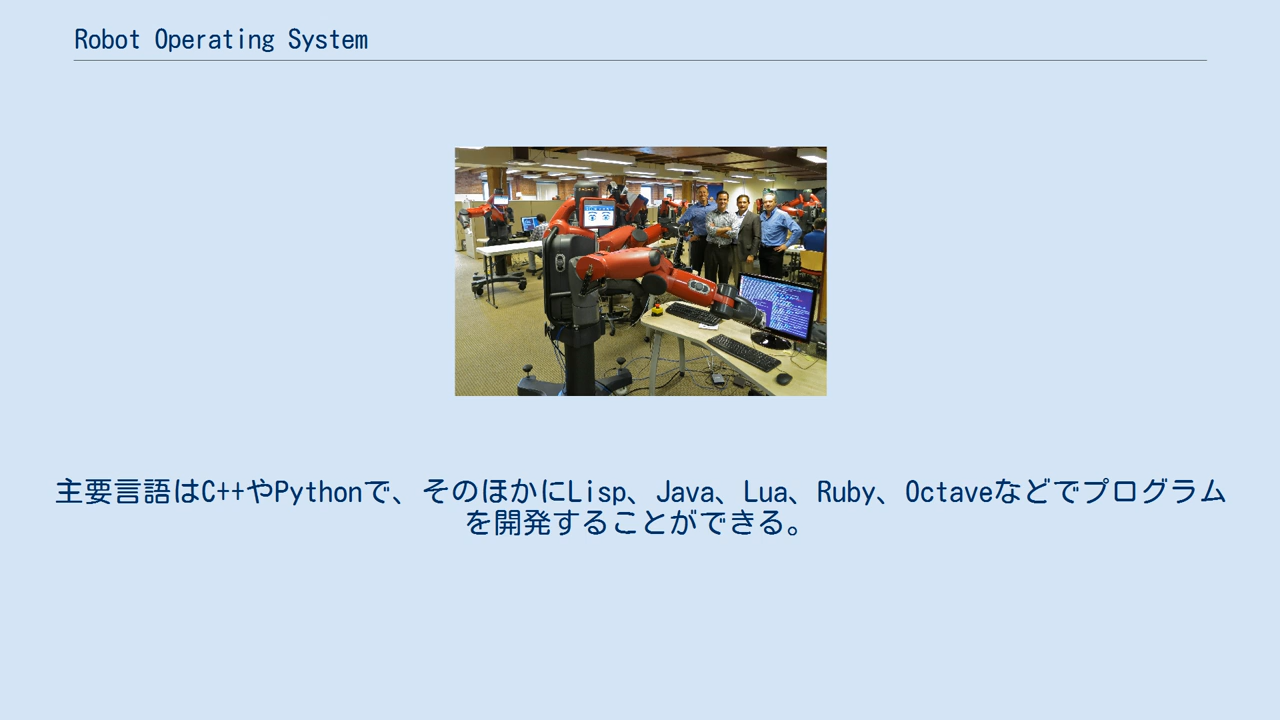 Robot Operating System
主要言語はC++やPythonで、そのほかにLisp、Java、Lua、Ruby、Octaveなどでプログラム
を開発することができる。